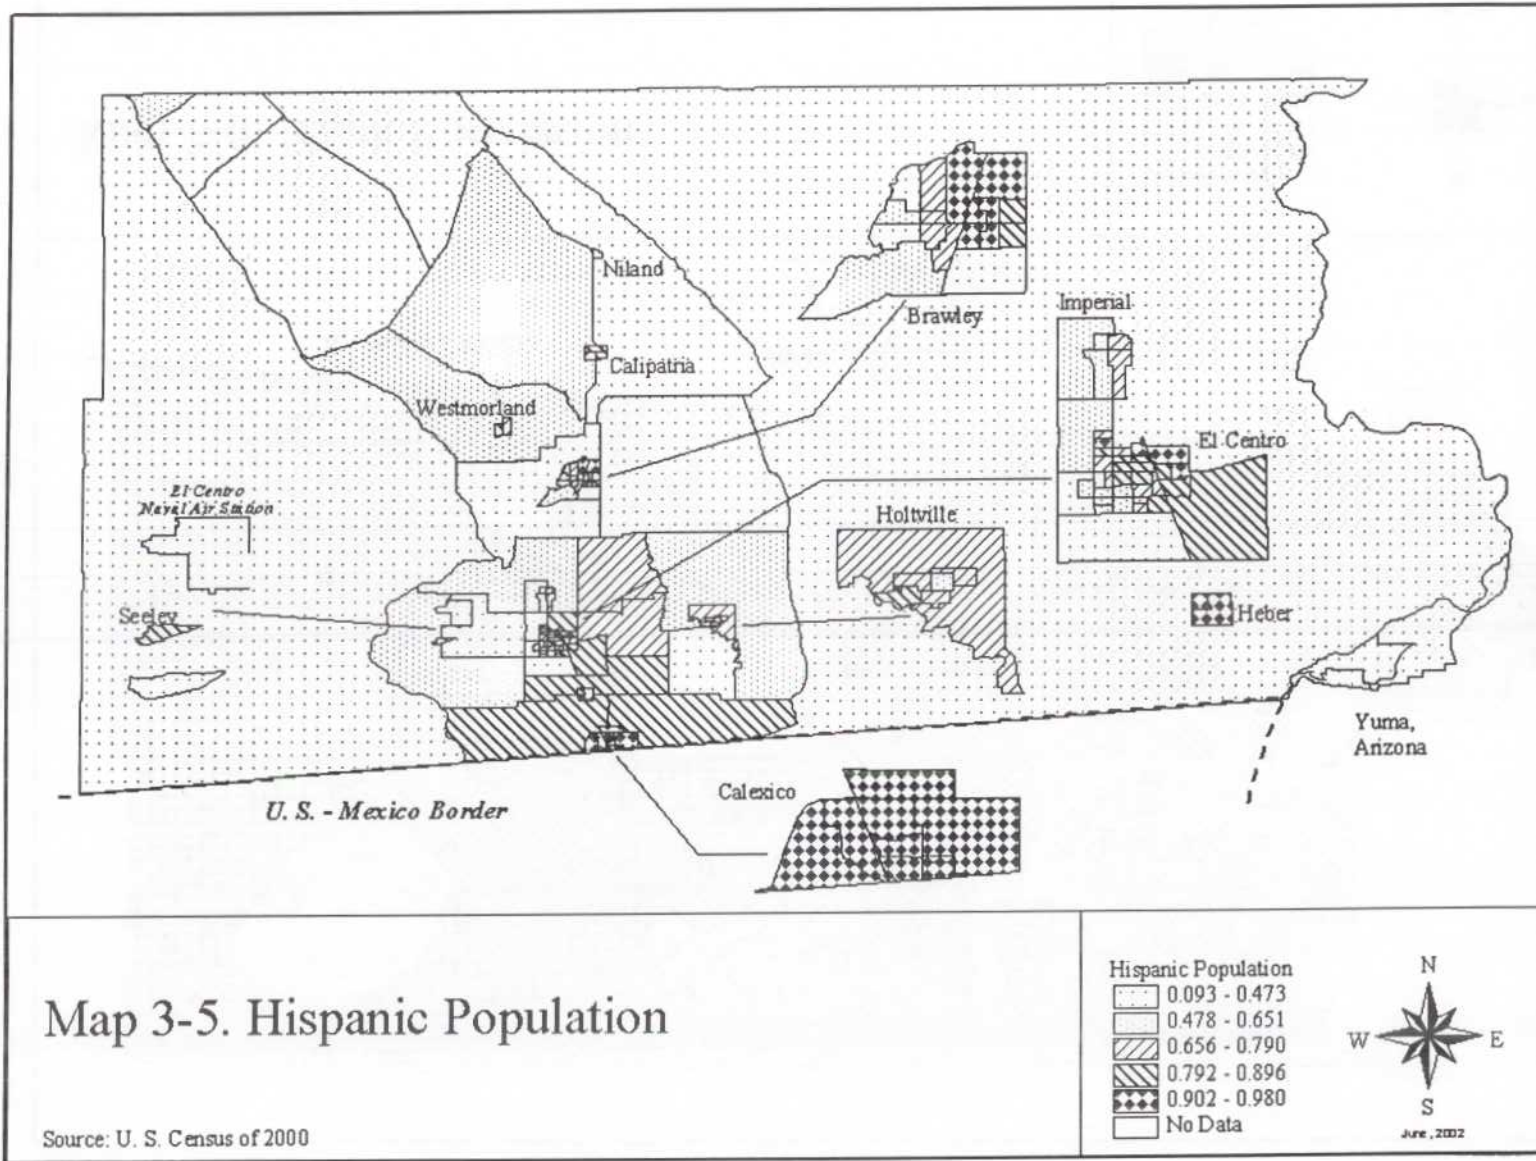 Niland
Imperial
Brawley
Calipatria
Westmorland
El Centro
El Centro
Naval Air Station
Holtville
Seeley
Heber
Yuma,
Arizona
Calexico
U. S. - Mexico Border
Map 3-5. Hispanic Population
Source: U. S. Census of 2000
Hispanic Population
0.093 - 0.473
0.478 - 0.651
0.656 - 0.790
0.792 - 0.896
0.902 - 0.980
No Data
N
W
E
S
June, 2002